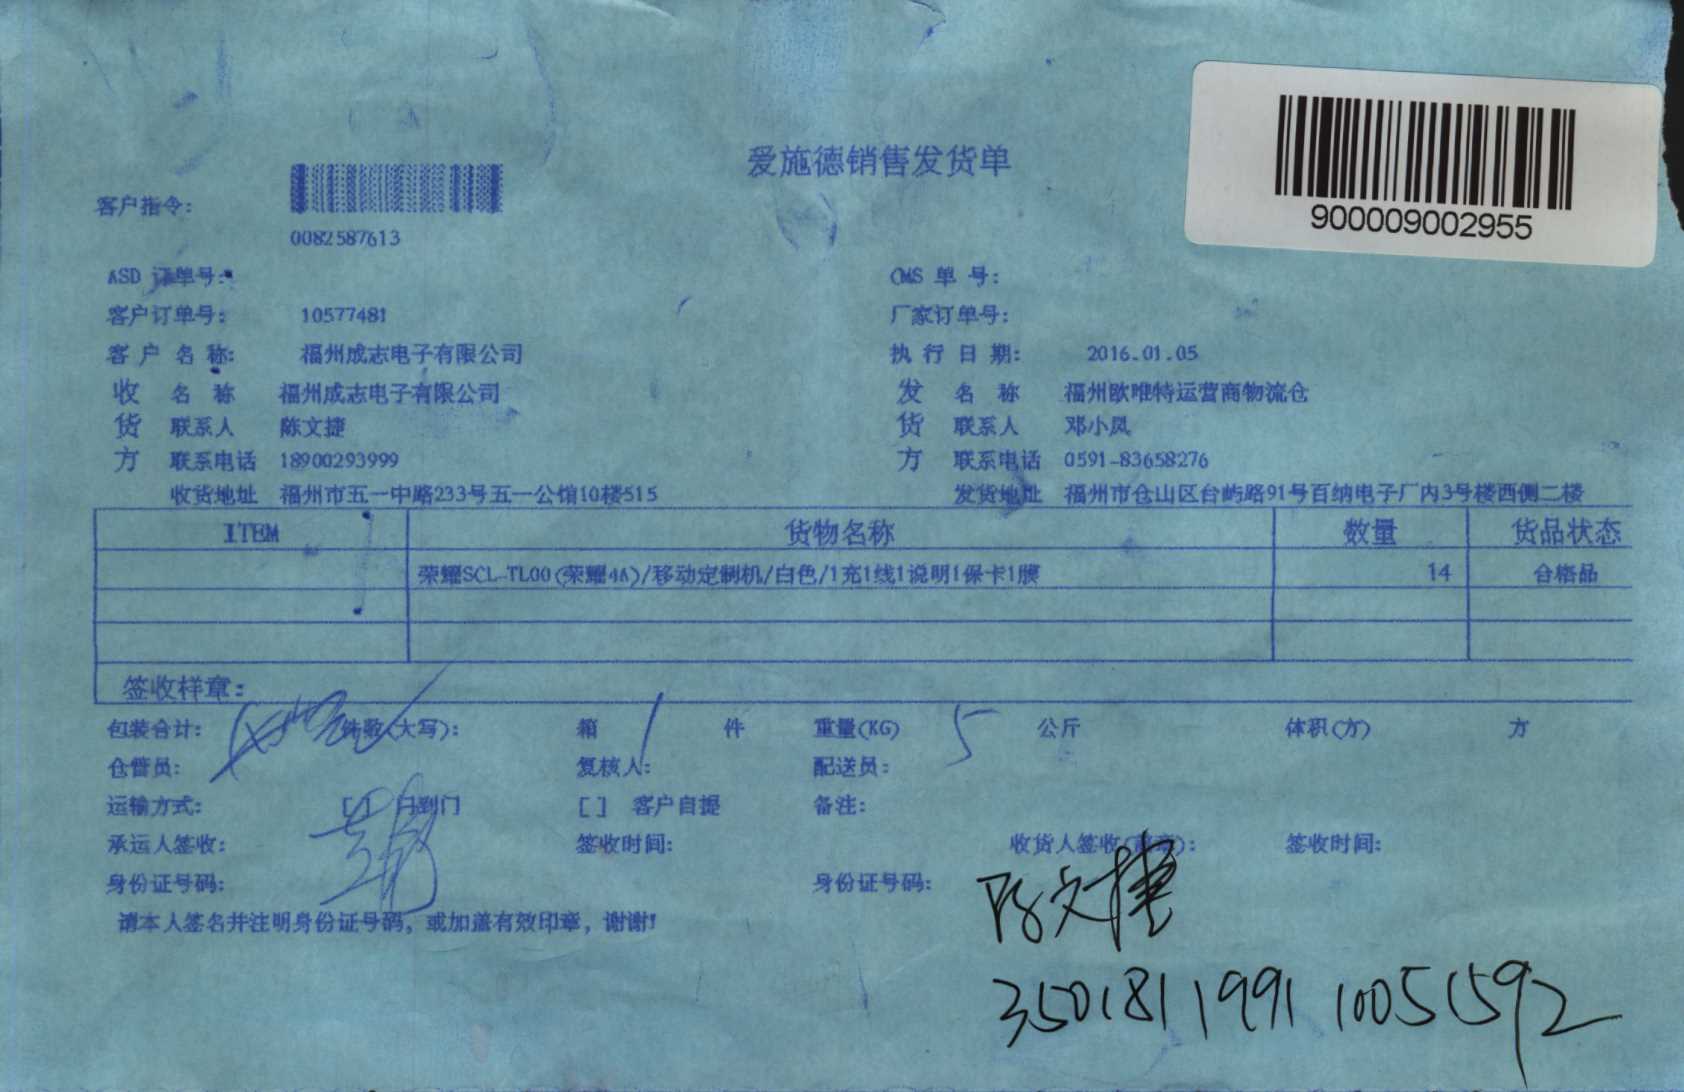 爱施德销售发货单
900009002955
客户指令:
0082587613
ASD 订单号: CMS 单 号:
客户订单号: 10577481 厂家订单号:
客 户 名 称: 福州成志电子有限公司 执 行 日 期: 2016.01.05
收 名 称 福州成志电子有限公司 发 名 称 福州欧唯特运营商物流仓
货 联系人 陈文捷 货 联系人 邓小凤
方 联系电话 18900293999 方 联系电话 0591-83658276
收货地址 福州市五一中路233号五一公馆10楼515 发货地址 福州市仓山区台屿路91号百纳电子厂内3号楼西侧二楼
ITEM 货物名称 数量 货品状态
荣耀SCL-TL00(荣耀4A)/移动定制机/白色/1充1线1说明1保卡1膜 14 合格品
签收样章:
包装合计: 件数(大写): 箱 1 件 重量(KG) 5 公斤 体积(方) 方
仓管员: 复核人: 配送员:
运输方式: [ ] 门到门 [ ] 客户自提 备注:
承运人签收: 签收时间: 收货人签收(盖章): 签收时间:
身份证号码: 身份证号码:
陈文捷
请本人签名并注明身份证号码, 或加盖有效印章, 谢谢!
350181199110051592